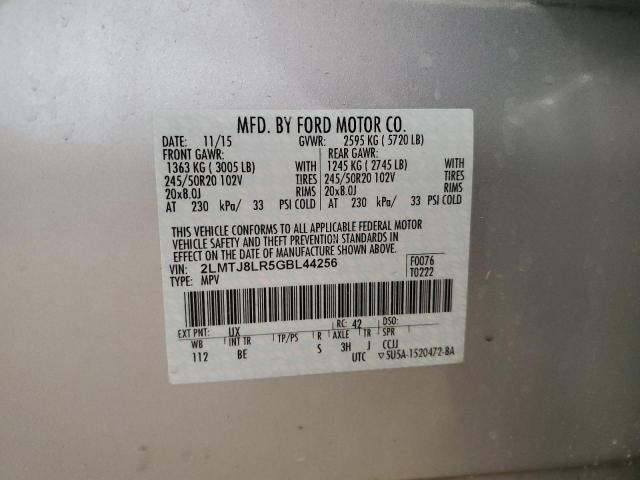 MFD. BY FORD MOTOR CO.
DATE: 11/15 GVWR: 2595 KG ( 5720 LB)
FRONT GAWR: REAR GAWR:
1363 KG ( 3005 LB) WITH 1245 KG ( 2745 LB) WITH
245/50R20 102V TIRES 245/50R20 102V TIRES
20x8.0J RIMS 20x8.0J RIMS
AT 230 kPa/ 33 PSI COLD AT 230 kPa/ 33 PSI COLD
THIS VEHICLE CONFORMS TO ALL APPLICABLE FEDERAL MOTOR
VEHICLE SAFETY AND THEFT PREVENTION STANDARDS IN
EFFECT ON THE DATE OF MANUFACTURE SHOWN ABOVE.
VIN: 2LMTJ8LR5GBL44256 F0076
TYPE: MPV T0222
EXT PNT: UX RC: 42 DSO:
WB INT TR TP/PS R AXLE TR SPR
112 BE S 3H J CCJJ
UTC ▽5U5A-1520472-BA